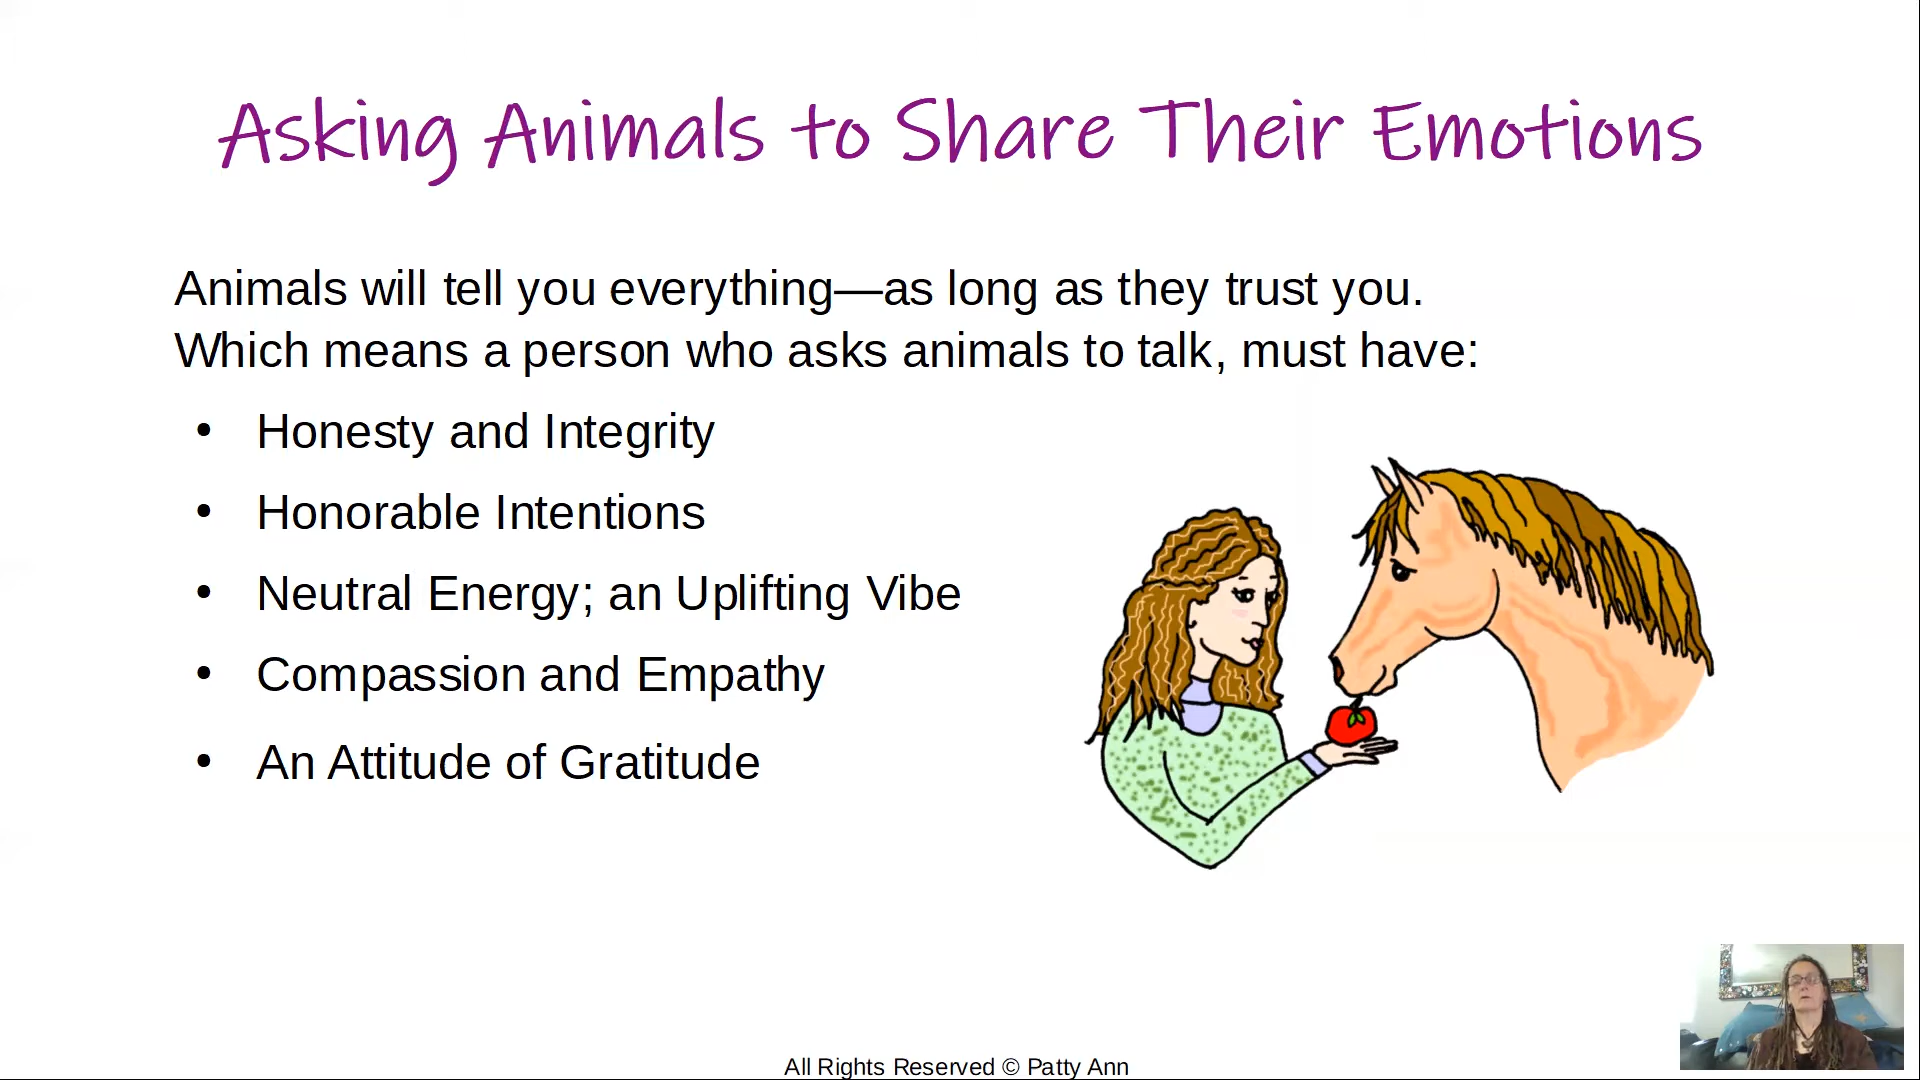 Asking Animals to Share Their Emotions
Animals will tell you everything—as long as they trust you.
Which means a person who asks animals to talk, must have:
• Honesty and Integrity
• Honorable Intentions
• Neutral Energy; an Uplifting Vibe
• Compassion and Empathy
• An Attitude of Gratitude
All Rights Reserved © Patty Ann